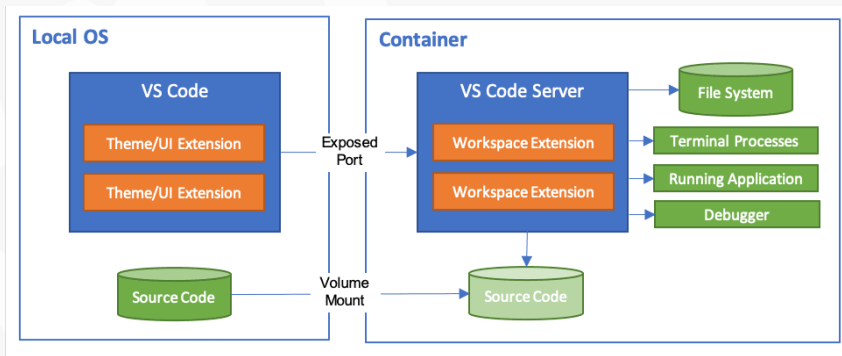 Local OS
Container
VS Code
Theme/UI Extension
Theme/UI Extension
Source Code
Exposed
Port
Volume
Mount
VS Code Server
Workspace Extension
Workspace Extension
Source Code
File System
Terminal Processes
Running Application
Debugger